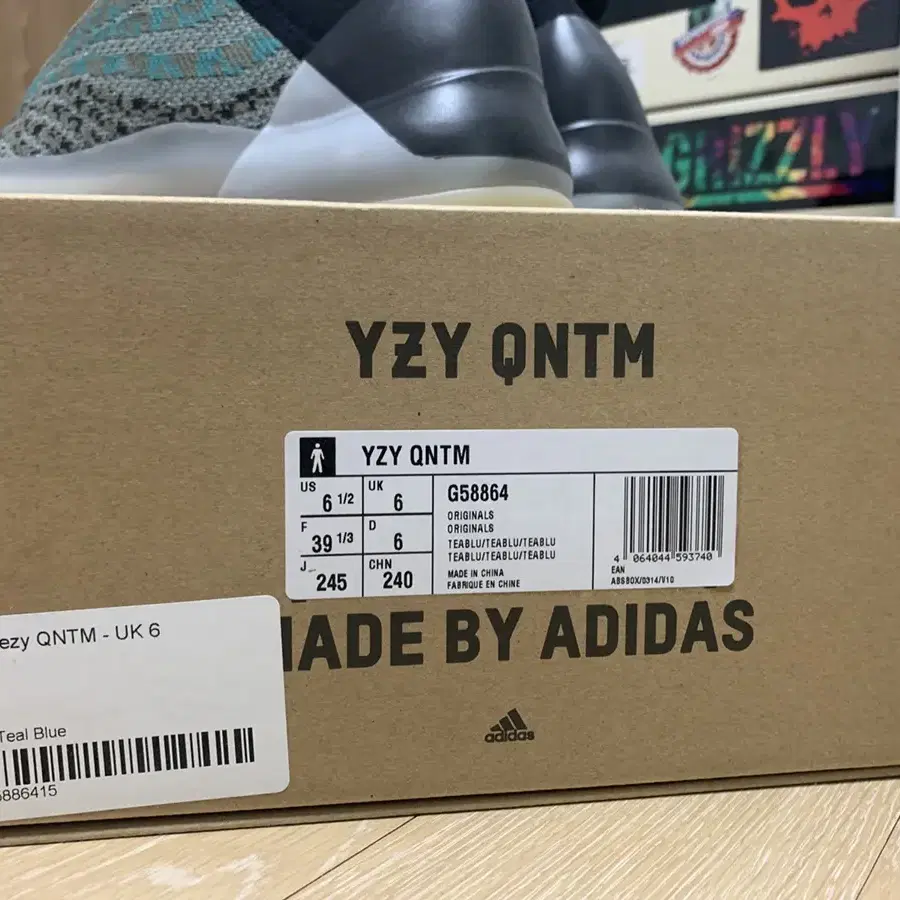 GRIZZLY
YZY QNTM
YZY QNTM
US 6 1/2 UK 6
F 39 1/3 D 6
J 245 CHN 240
G58864
ORIGINALS
ORIGINALS
TEABLU/TEABLU/TEABLU
TEABLU/TEABLU/TEABLU
MADE IN CHINA
FABRIQUE EN CHINE
4 064044 593740
EAN
ABSBOX/0314/V10
MADE BY ADIDAS
adidas
ezy QNTM - UK 6
Teal Blue
5886415